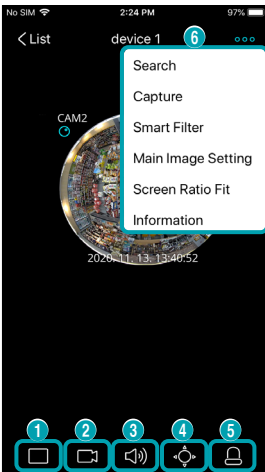 No SIM 2:24 PM 97%
List device 1 6
Search
Capture
CAM2
Smart Filter
Main Image Setting
Screen Ratio Fit
Information
2020. 11. 13. 13:40:52
1 2 3 4 5